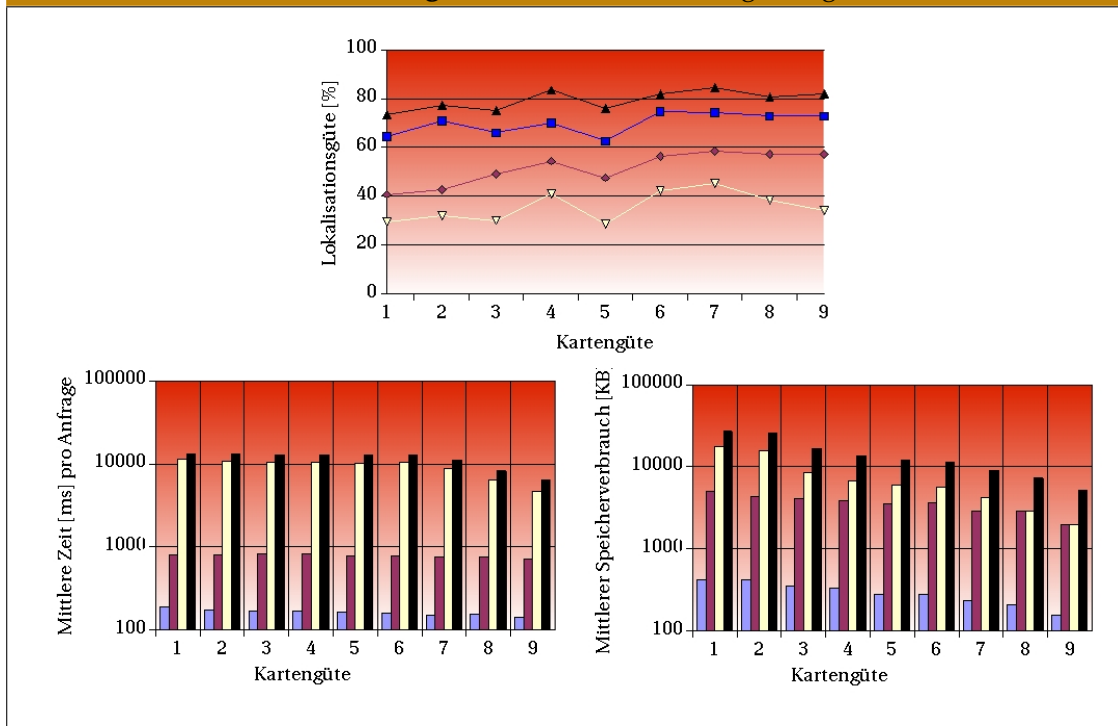 100
80
60
40
20
0
Lokalisationsgüte [%]
1 2 3 4 5 6 7 8 9
Kartengüte
100000
10000
1000
100
Mittlere Zeit [ms] pro Anfrage
1 2 3 4 5 6 7 8 9
Kartengüte
100000
10000
1000
100
Mittlerer Speicherverbrauch [KB]
1 2 3 4 5 6 7 8 9
Kartengüte